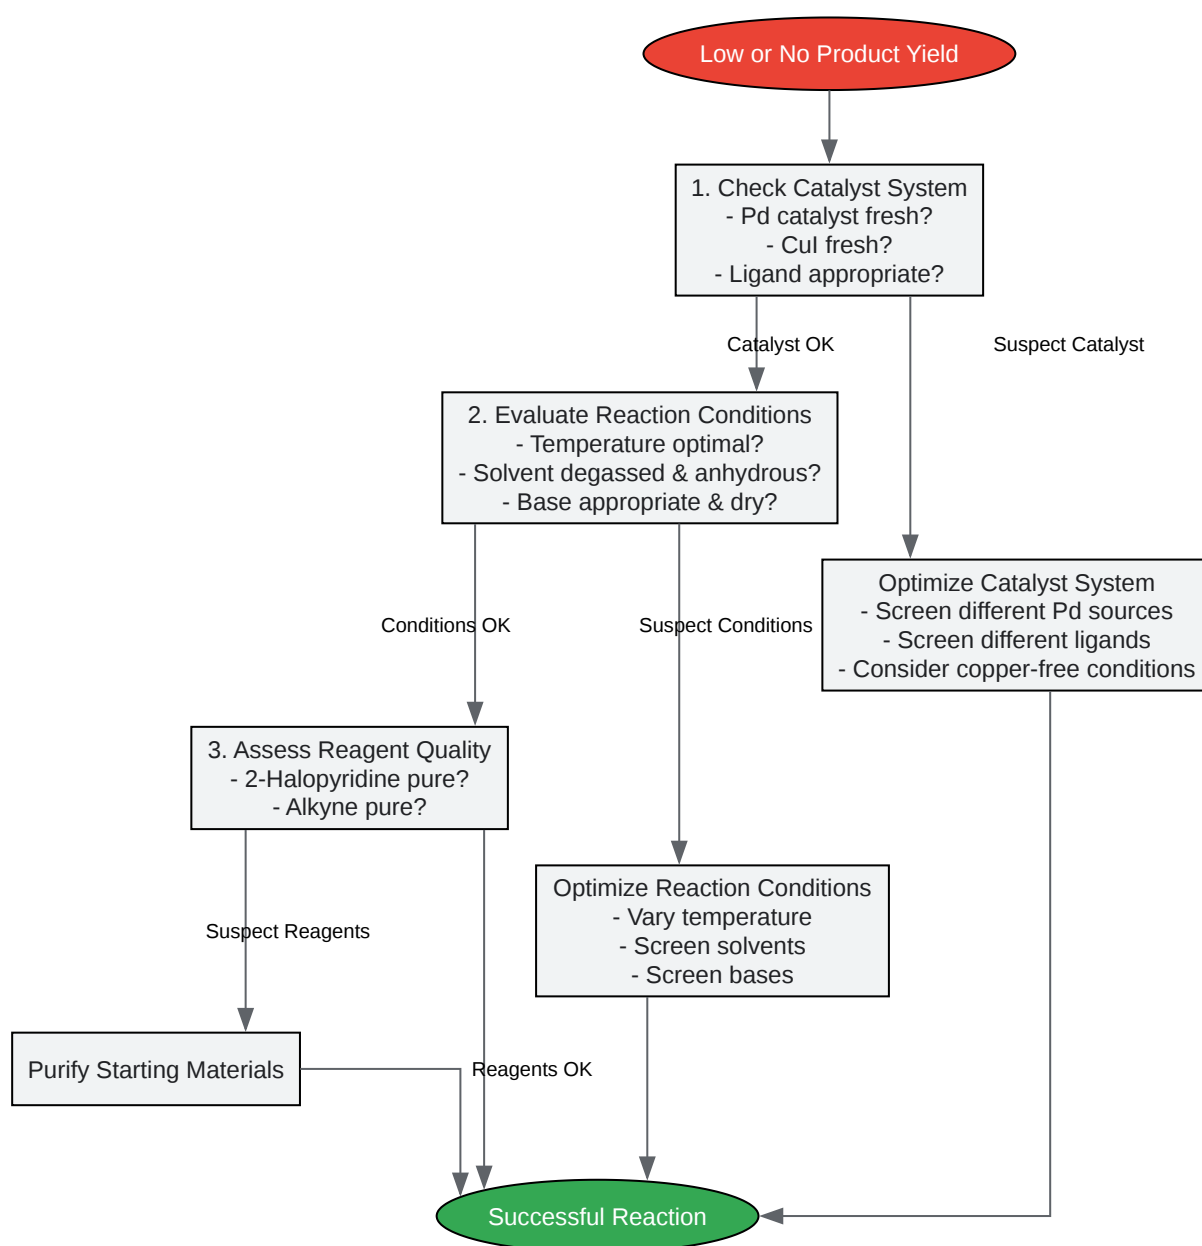 Low or No Product Yield
1. Check Catalyst System
- Pd catalyst fresh?
- CuI fresh?
- Ligand appropriate?
Catalyst OK
Suspect Catalyst
2. Evaluate Reaction Conditions
- Temperature optimal?
- Solvent degassed & anhydrous?
- Base appropriate & dry?
Optimize Catalyst System
- Screen different Pd sources
- Screen different ligands
- Consider copper-free conditions
Conditions OK
Suspect Conditions
3. Assess Reagent Quality
- 2-Halopyridine pure?
- Alkyne pure?
Optimize Reaction Conditions
- Vary temperature
- Screen solvents
- Screen bases
Suspect Reagents
Purify Starting Materials
Reagents OK
Successful Reaction